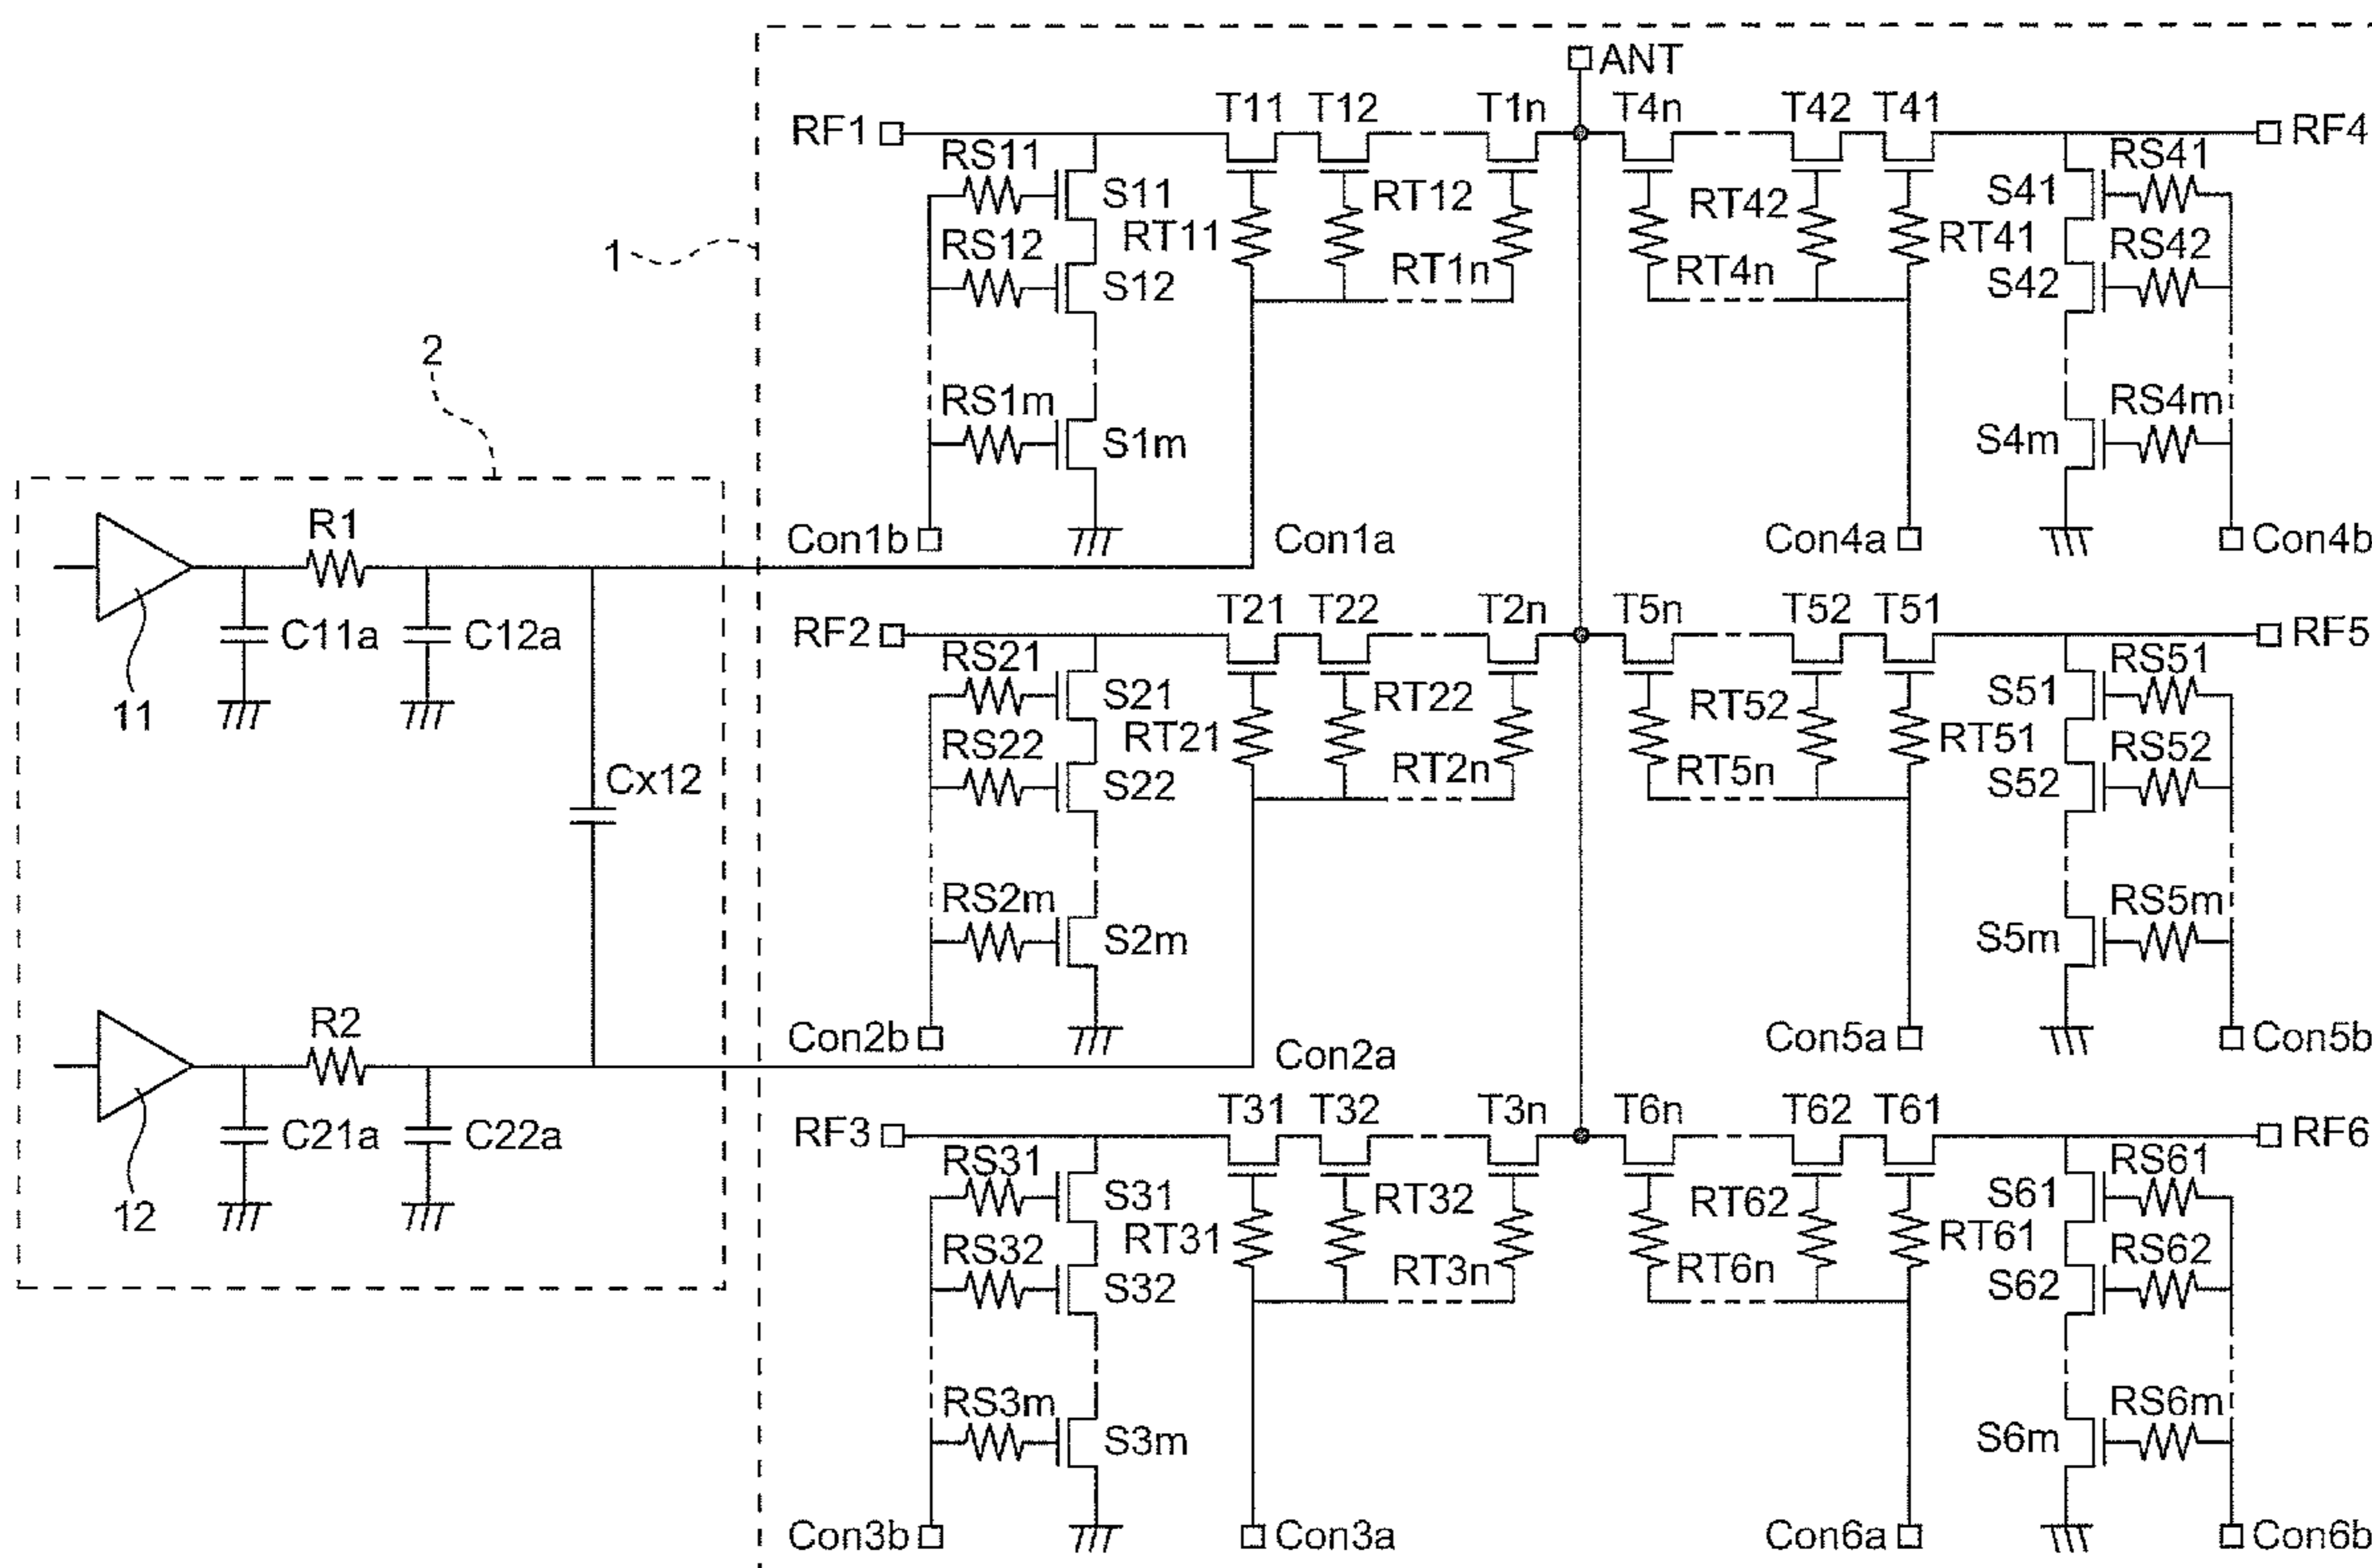 ANT
RF1 T11 T12 T1n T4n T42 T41 RF4
RS11 S11 RT11 RT12 RT1n RT4n RT42 RT41 S41 RS41
1
RS12 S12 S42 RS42
2
RS1m S1m S4m RS4m
Con1b Con1a Con4a Con4b
R1
C11a C12a
11
RF2 T21 T22 T2n T5n T52 T51 RF5
RS21 S21 RT21 RT22 RT2n RT5n RT52 RT51 S51 RS51
RS22 S22 S52 RS52
Cx12
RS2m S2m S5m RS5m
Con2b Con2a Con5a Con5b
R2
C21a C22a
12
RF3 T31 T32 T3n T6n T62 T61 RF6
RS31 S31 RT31 RT32 RT3n RT6n RT62 RT61 S61 RS61
RS32 S32 S62 RS62
RS3m S3m S6m RS6m
Con3b Con3a Con6a Con6b